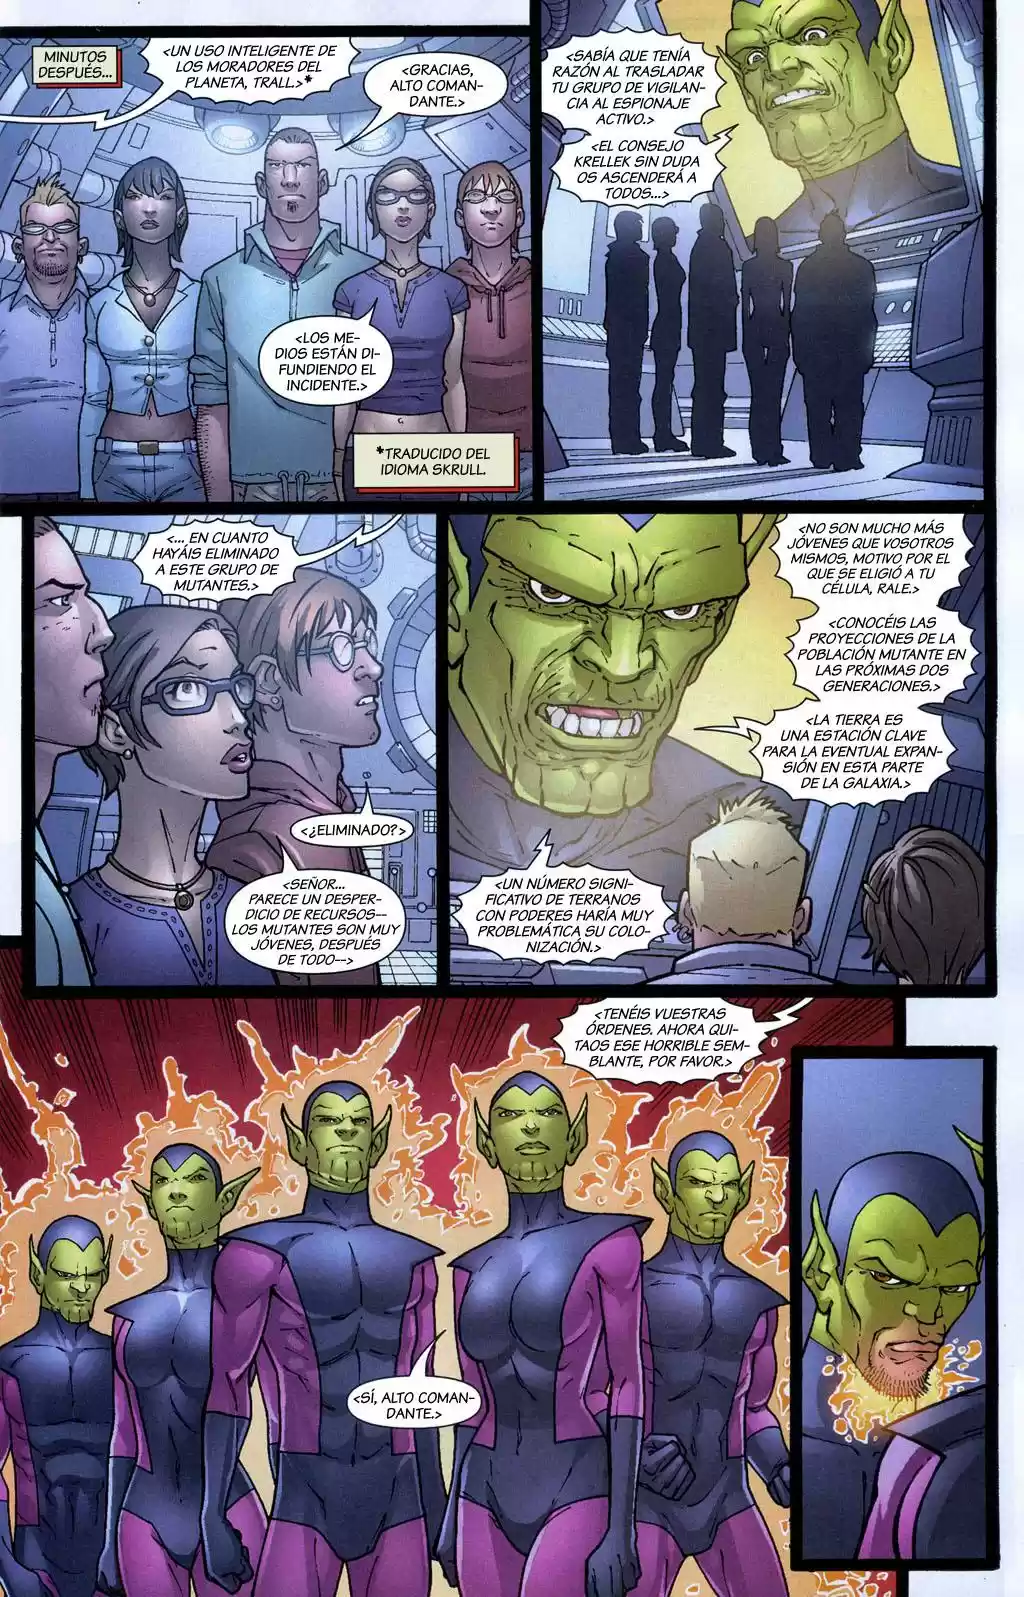 MINUTOS
DESPUÉS...
<UN USO INTELIGENTE DE
LOS MORADORES DEL
PLANETA, TRALL.>*
<GRACIAS,
ALTO COMAN-
DANTE.>
<LOS ME-
DIOS ESTÁN DI-
FUNDIENDO EL
INCIDENTE.>
*TRADUCIDO DEL
IDIOMA SKRULL.
<SABÍA QUE TENÍA
RAZÓN AL TRASLADAR
TU GRUPO DE VIGILAN-
CIA AL ESPIONAJE
ACTIVO.>
<EL CONSEJO
KRELLEK SIN DUDA
OS ASCENDERÁ A
TODOS...>
<... EN CUANTO
HAYÁIS ELIMINADO
A ESTE GRUPO DE
MUTANTES.>
<¿ELIMINADO?>
<SEÑOR...
PARECE UN DESPER-
DICIO DE RECURSOS--
LOS MUTANTES SON MUY
JÓVENES, DESPUÉS
DE TODO-->
<NO SON MUCHO MÁS
JÓVENES QUE VOSOTROS
MISMOS, MOTIVO POR EL
QUE SE ELIGIÓ A TU
CÉLULA, RALE.>
<CONOCÉIS LAS
PROYECCIONES DE LA
POBLACIÓN MUTANTE EN
LAS PRÓXIMAS DOS
GENERACIONES.>
<LA TIERRA ES
UNA ESTACIÓN CLAVE
PARA LA EVENTUAL EXPAN-
SIÓN EN ESTA PARTE
DE LA GALAXIA.>
<UN NÚMERO SIGNI-
FICATIVO DE TERRANOS
CON PODERES HARÍA MUY
PROBLEMÁTICA SU COLO-
NIZACIÓN.>
<TENÉIS VUESTRAS
ÓRDENES. AHORA QUI-
TAOS ESE HORRIBLE SEM-
BLANTE, POR FAVOR.>
<SÍ, ALTO COMAN-
DANTE.>